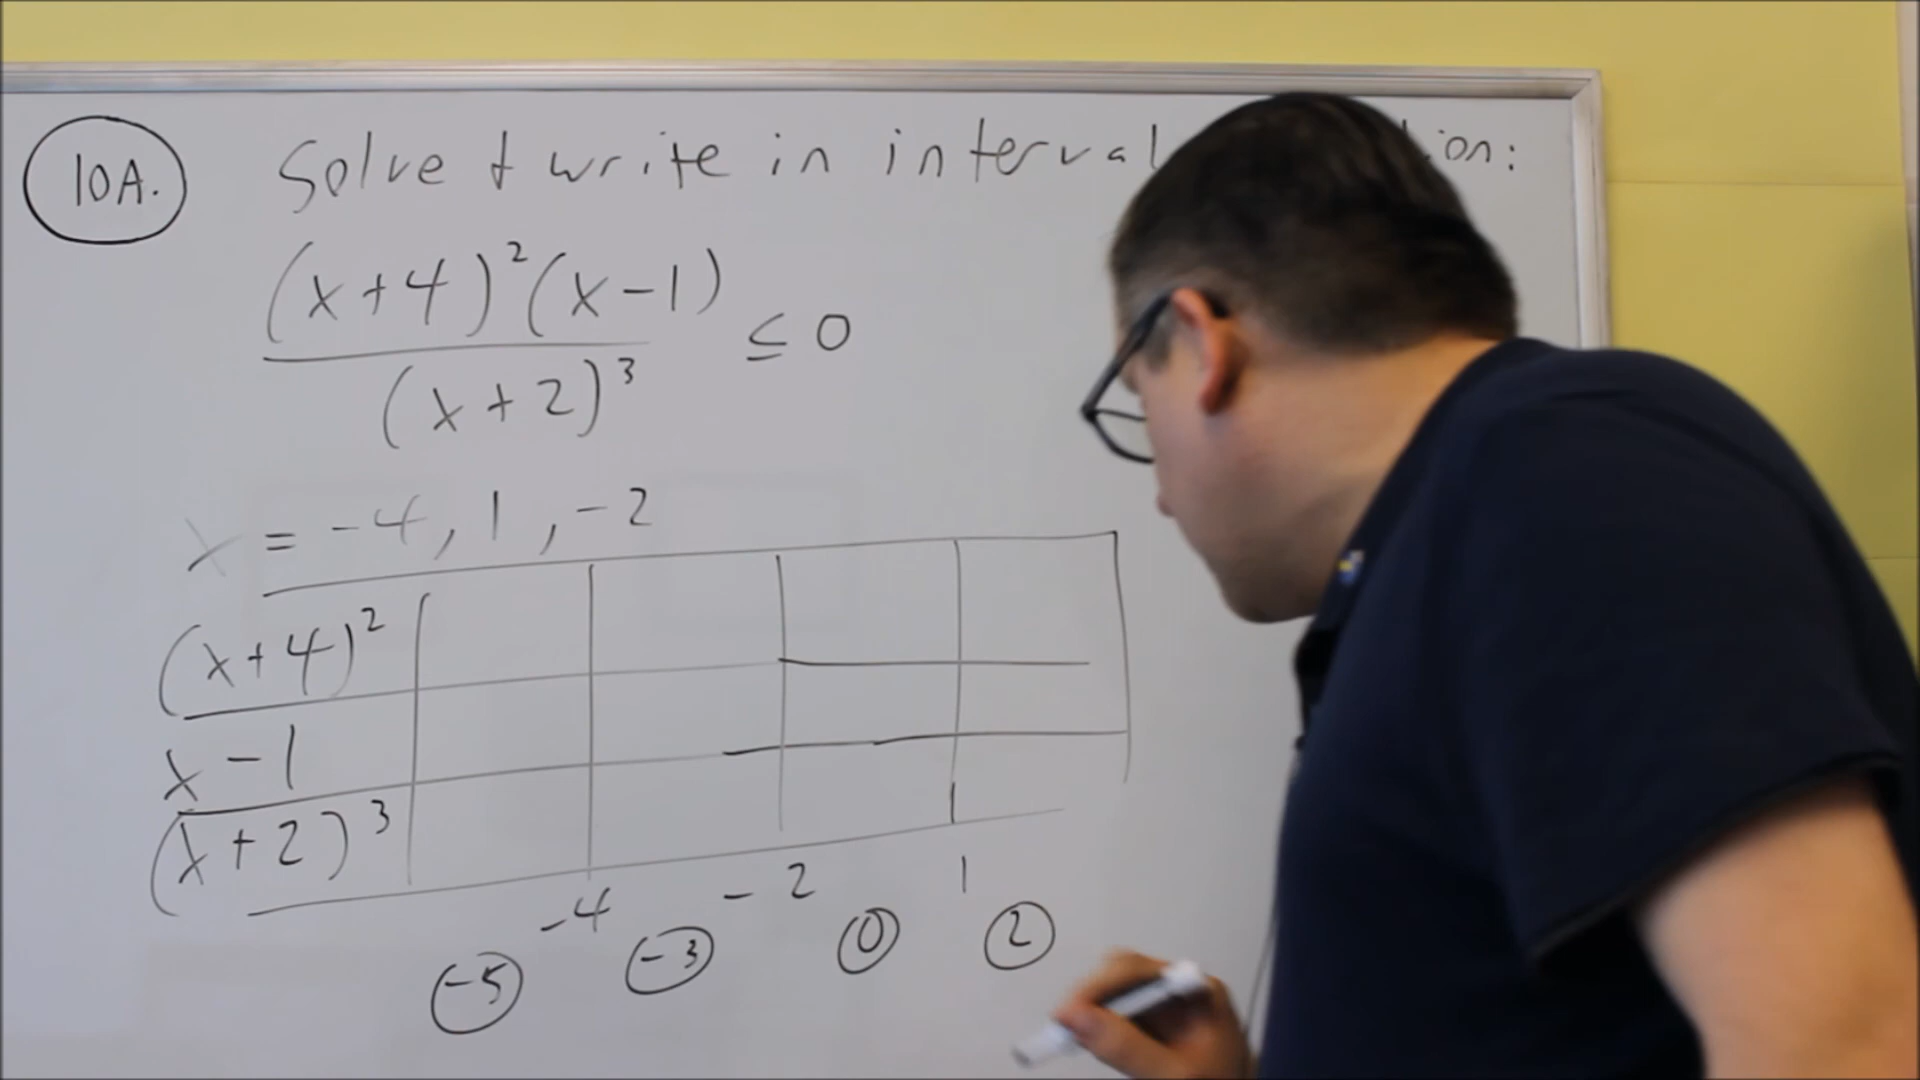 10A. Solve + write in interval ion:
(x+4)²(x-1)
≤ 0
(x+2)³
x = -4, 1, -2
(x+4)²
x-1
(x+2)³
-4 -2 1
-5 -3 0 2